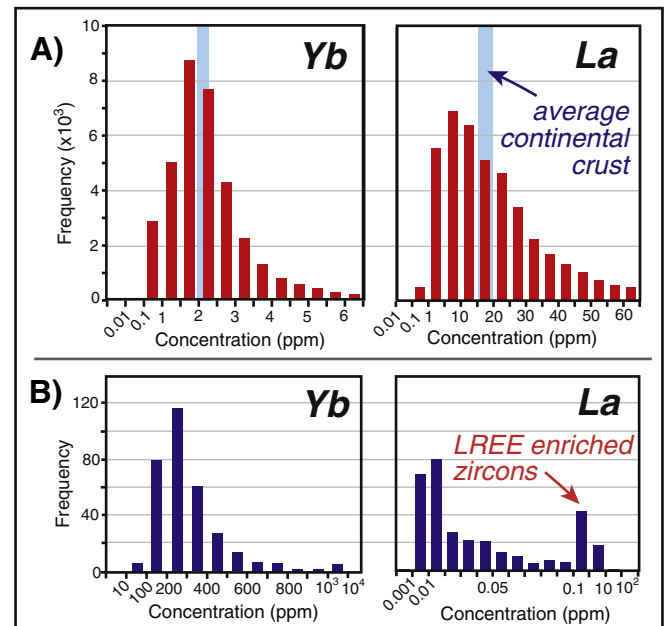 A)
Yb
La
Frequency (x10³)
10
8
6
4
2
0
average
continental
crust
0.01 0.1 1 2 3 4 5 6
Concentration (ppm)
0.01 0.1 1 10 20 30 40 50 60
Concentration (ppm)
B)
Yb
La
Frequency
120
80
40
0
LREE enriched
zircons
10 100 200 400 600 800 10³ 10⁴
Concentration (ppm)
0.001 0.01 0.05 0.1 10 10²
Concentration (ppm)